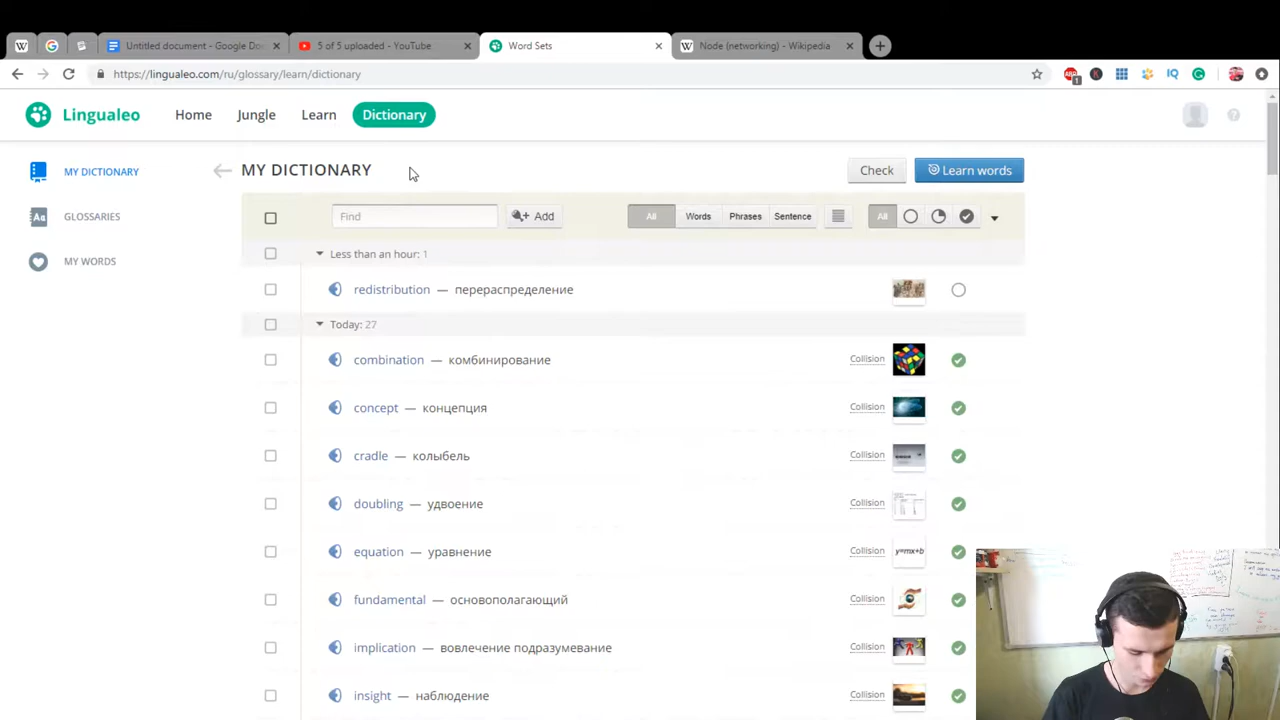 Untitled document - Google Do
5 of 5 uploaded - YouTube
Word Sets
Node (networking) - Wikipedia
https://lingualeo.com/ru/glossary/learn/dictionary
Lingualeo
Home
Jungle
Learn
Dictionary
MY DICTIONARY
GLOSSARIES
MY WORDS
MY DICTIONARY
Check
Learn words
Find
Add
All
Words
Phrases
Sentence
All
Less than an hour: 1
redistribution — перераспределение
Today: 27
combination — комбинирование
Collision
concept — концепция
Collision
cradle — колыбель
Collision
doubling — удвоение
Collision
equation — уравнение
Collision
y=mx+b
fundamental — основополагающий
Collision
implication — вовлечение подразумевание
Collision
insight — наблюдение
Collision